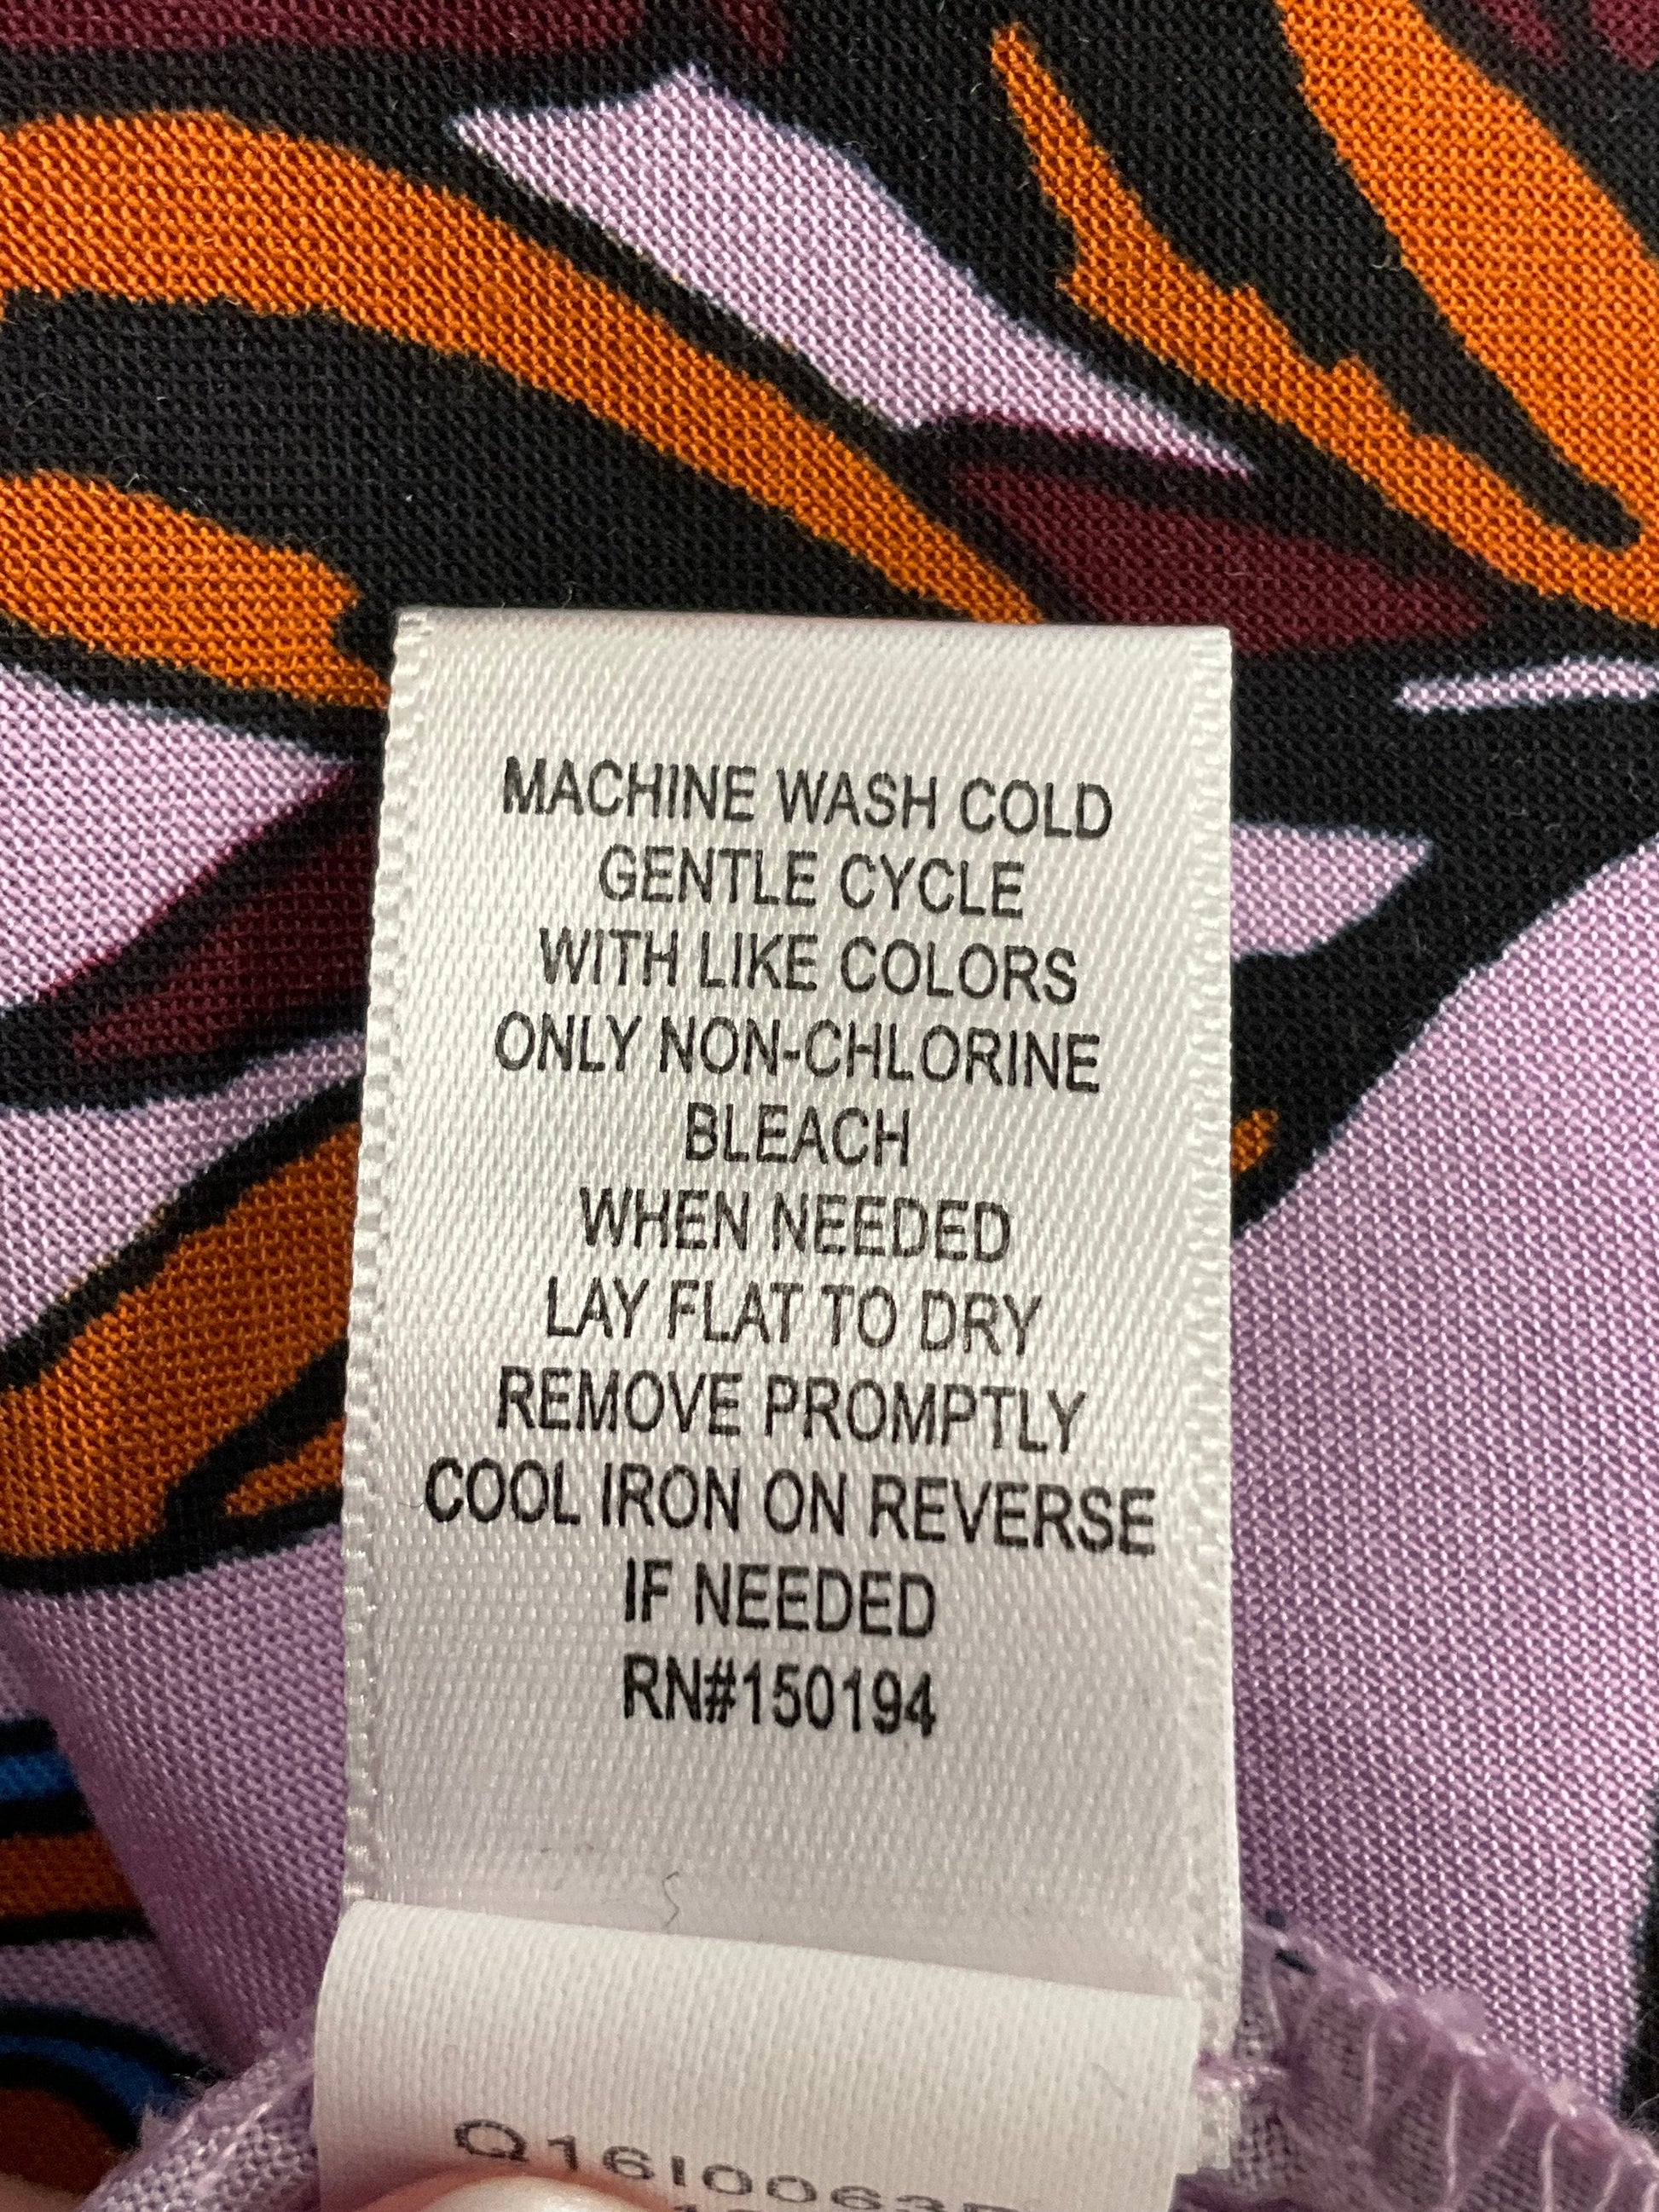 MACHINE WASH COLD
GENTLE CYCLE
WITH LIKE COLORS
ONLY NON-CHLORINE
BLEACH
WHEN NEEDED
LAY FLAT TO DRY
REMOVE PROMPTLY
COOL IRON ON REVERSE
IF NEEDED
RN#150194